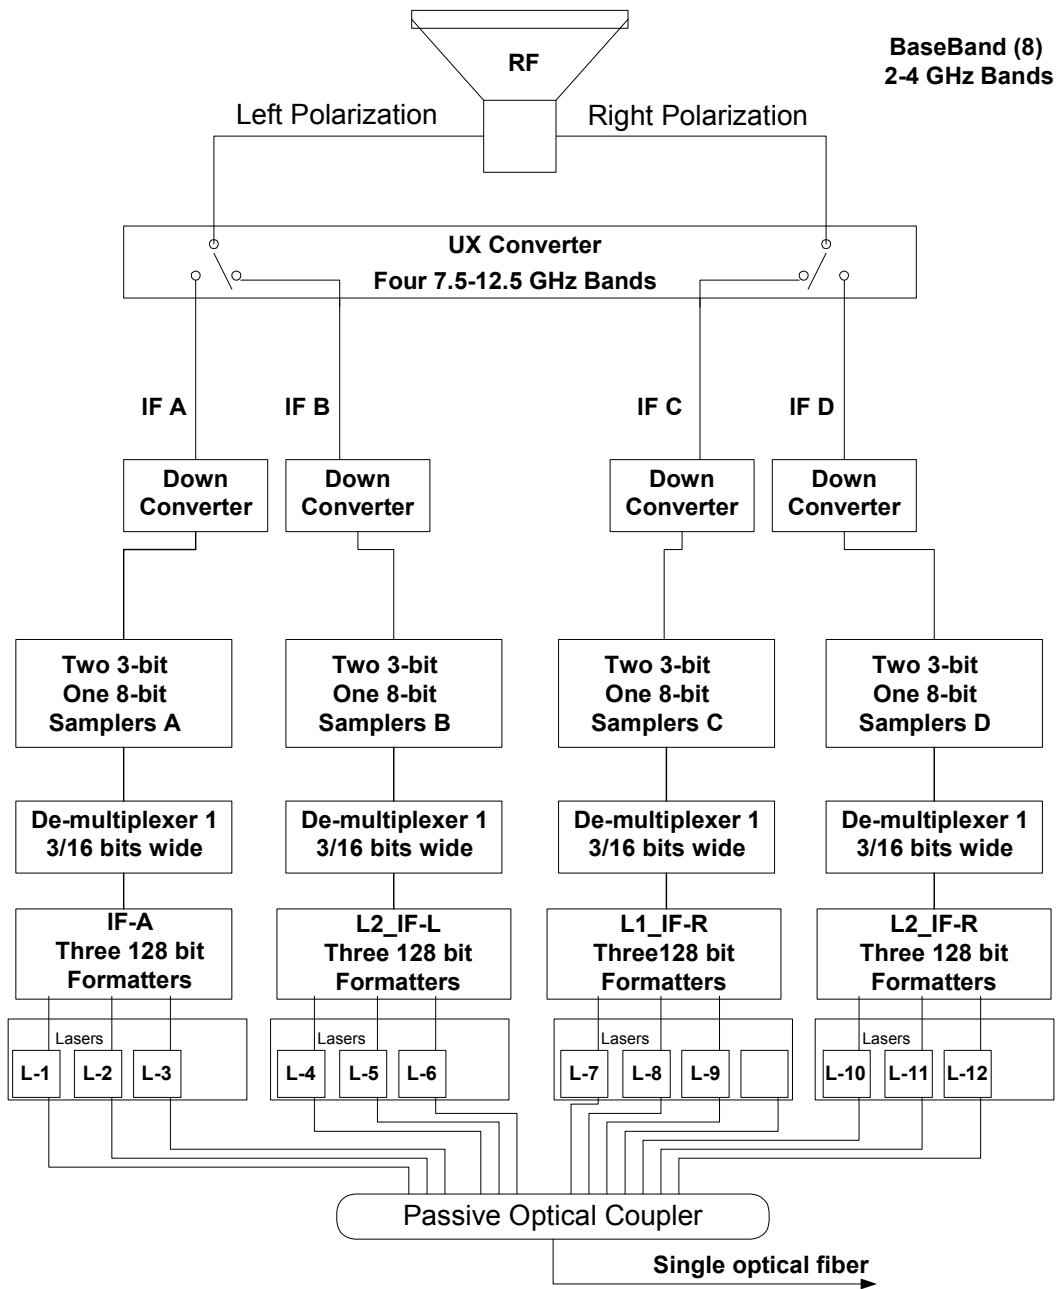 RF
BaseBand (8)
2-4 GHz Bands
Left Polarization
Right Polarization
UX Converter
Four 7.5-12.5 GHz Bands
IF A
IF B
IF C
IF D
Down
Converter
Down
Converter
Down
Converter
Down
Converter
Two 3-bit
One 8-bit
Samplers A
Two 3-bit
One 8-bit
Samplers B
Two 3-bit
One 8-bit
Samplers C
Two 3-bit
One 8-bit
Samplers D
De-multiplexer 1
3/16 bits wide
De-multiplexer 1
3/16 bits wide
De-multiplexer 1
3/16 bits wide
De-multiplexer 1
3/16 bits wide
IF-A
Three 128 bit
Formatters
L2_IF-L
Three 128 bit
Formatters
L1_IF-R
Three128 bit
Formatters
L2_IF-R
Three 128 bit
Formatters
Lasers
L-1
L-2
L-3
Lasers
L-4
L-5
L-6
Lasers
L-7
L-8
L-9
Lasers
L-10
L-11
L-12
Passive Optical Coupler
Single optical fiber